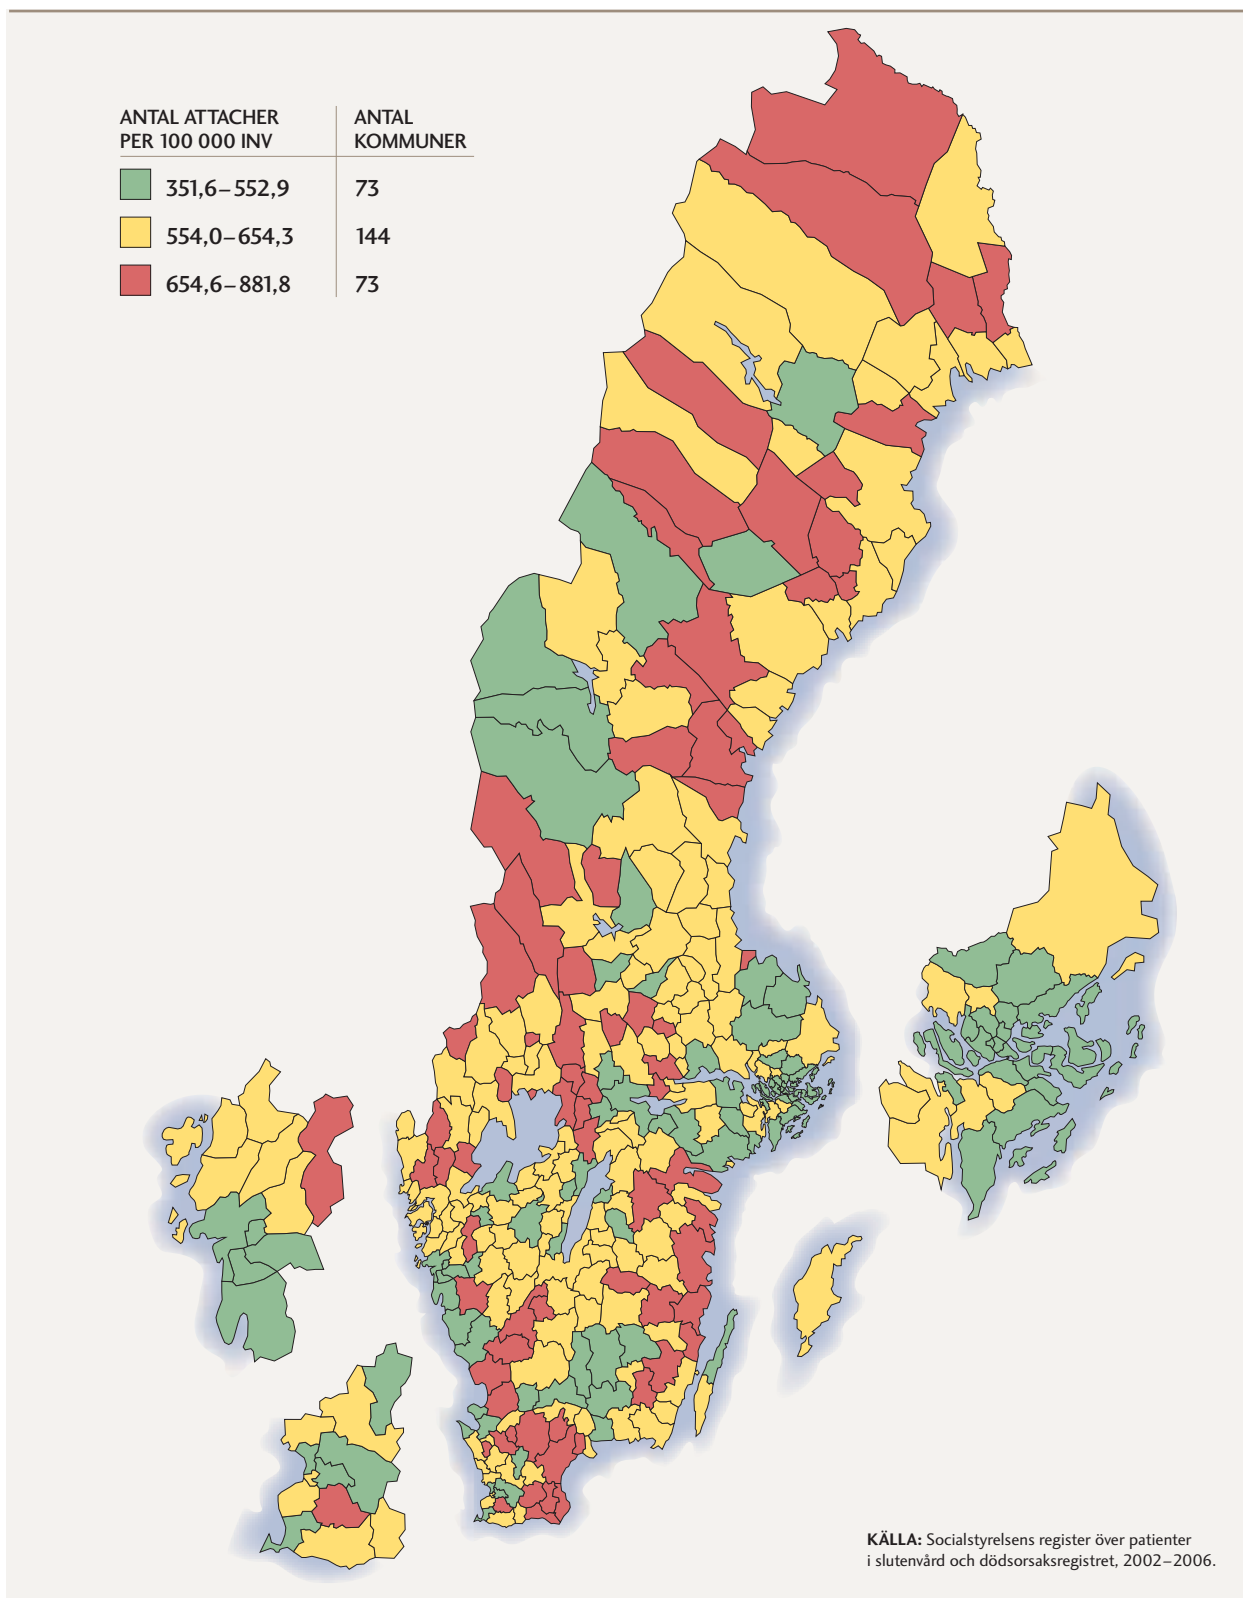 ANTAL ATTACHER
PER 100 000 INV
ANTAL
KOMMUNER
351,6–552,9
73
554,0–654,3
144
654,6–881,8
73
KÄLLA: Socialstyrelsens register över patienter
i slutenvård och dödsorsaksregistret, 2002–2006.